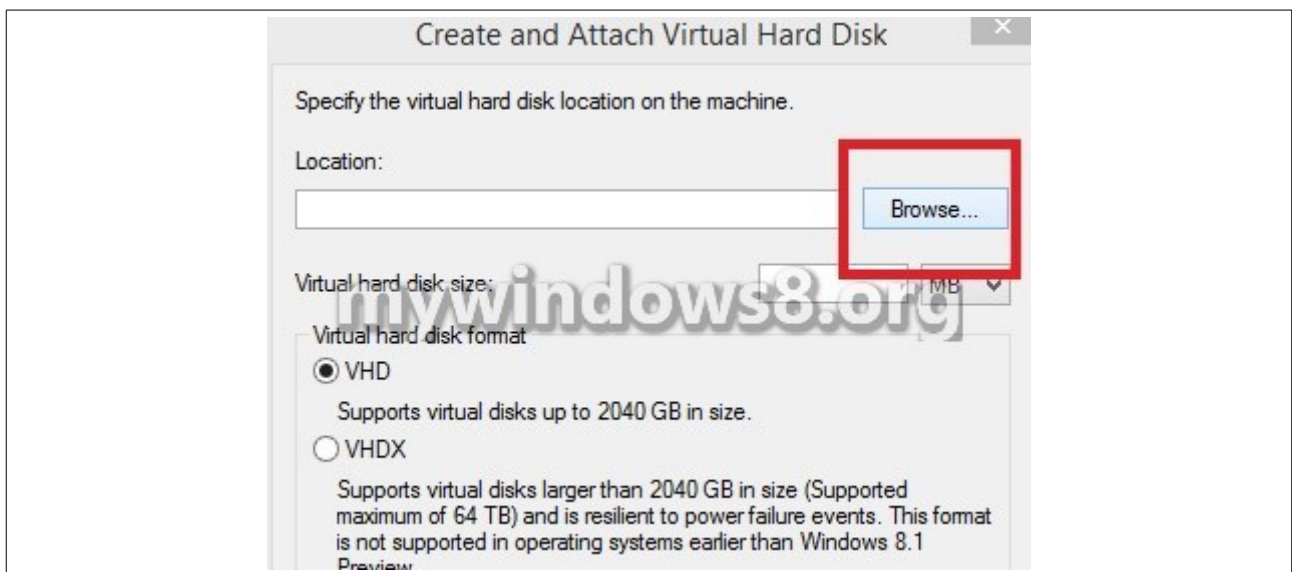 Create and Attach Virtual Hard Disk
Specify the virtual hard disk location on the machine.
Location:
Browse...
Virtual hard disk size:
MB
mywindows8.org
Virtual hard disk format
VHD
Supports virtual disks up to 2040 GB in size.
VHDX
Supports virtual disks larger than 2040 GB in size (Supported
maximum of 64 TB) and is resilient to power failure events. This format
is not supported in operating systems earlier than Windows 8.1
Preview